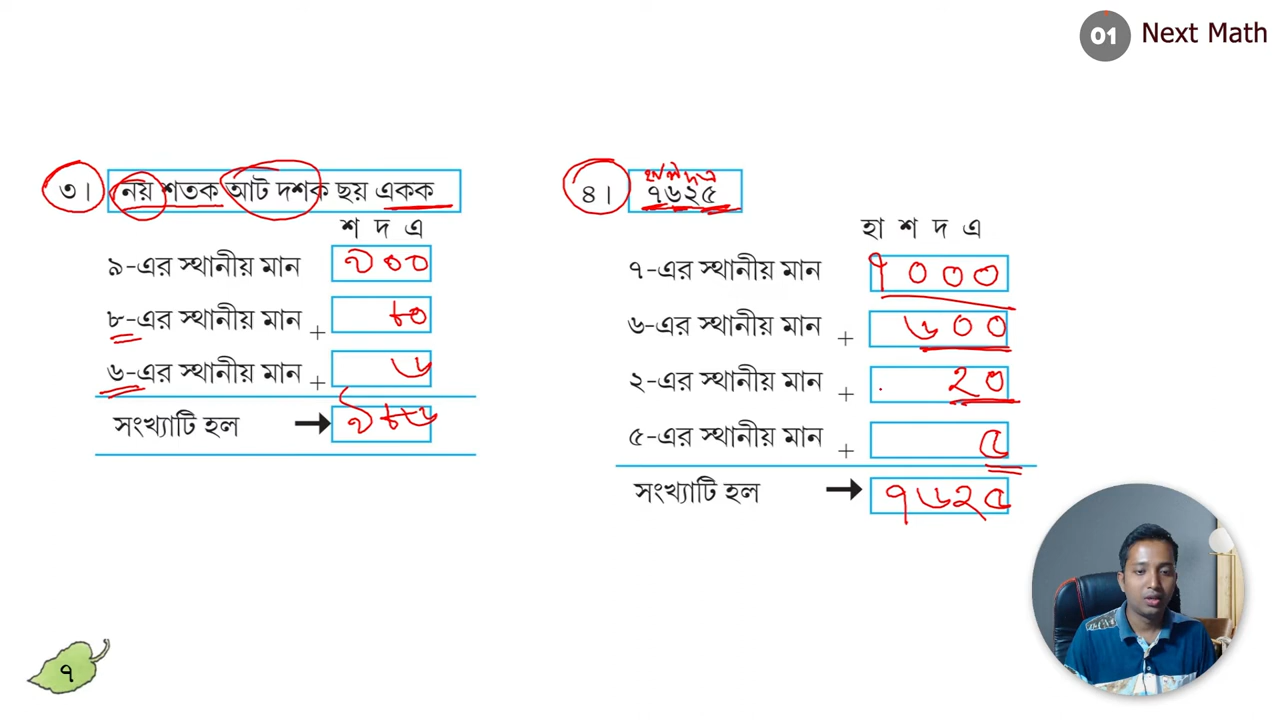 01 Next Math
৩। নয় শতক আট দশক ছয় একক
শ দ এ
৯-এর স্থানীয় মান ৯০০
৮-এর স্থানীয় মান + ৮০
৬-এর স্থানীয় মান + ৬
সংখ্যাটি হল → ৯৮৬
হা শ দ এ
৪। ৭৬২৫
হা শ দ এ
৭-এর স্থানীয় মান ৭০০০
৬-এর স্থানীয় মান + ৬০০
২-এর স্থানীয় মান + ২০
৫-এর স্থানীয় মান + ৫
সংখ্যাটি হল → ৭৬২৫
৭